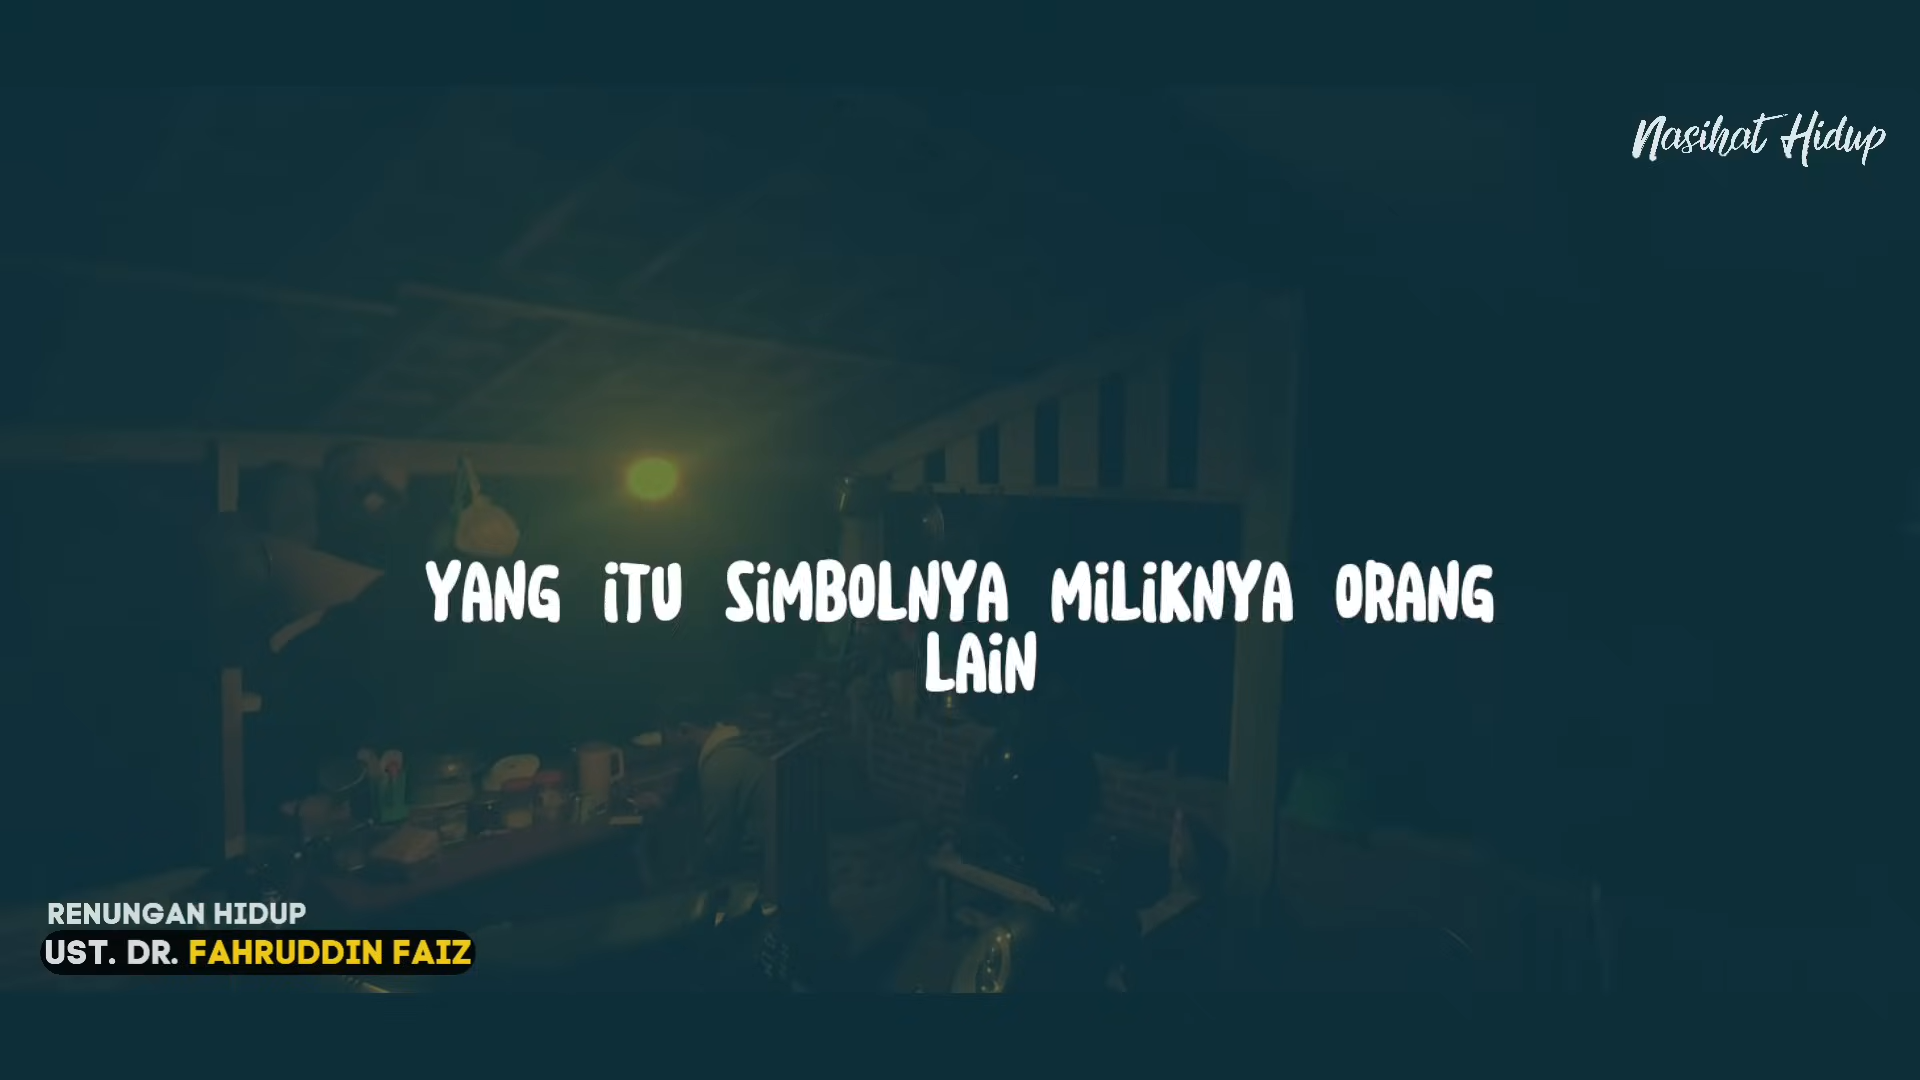 Nasihat Hidup
YANG iTU SiMBOLNYA MiLiKNYA ORANG
LAiN
RENUNGAN HIDUP
UST. DR. FAHRUDDIN FAIZ